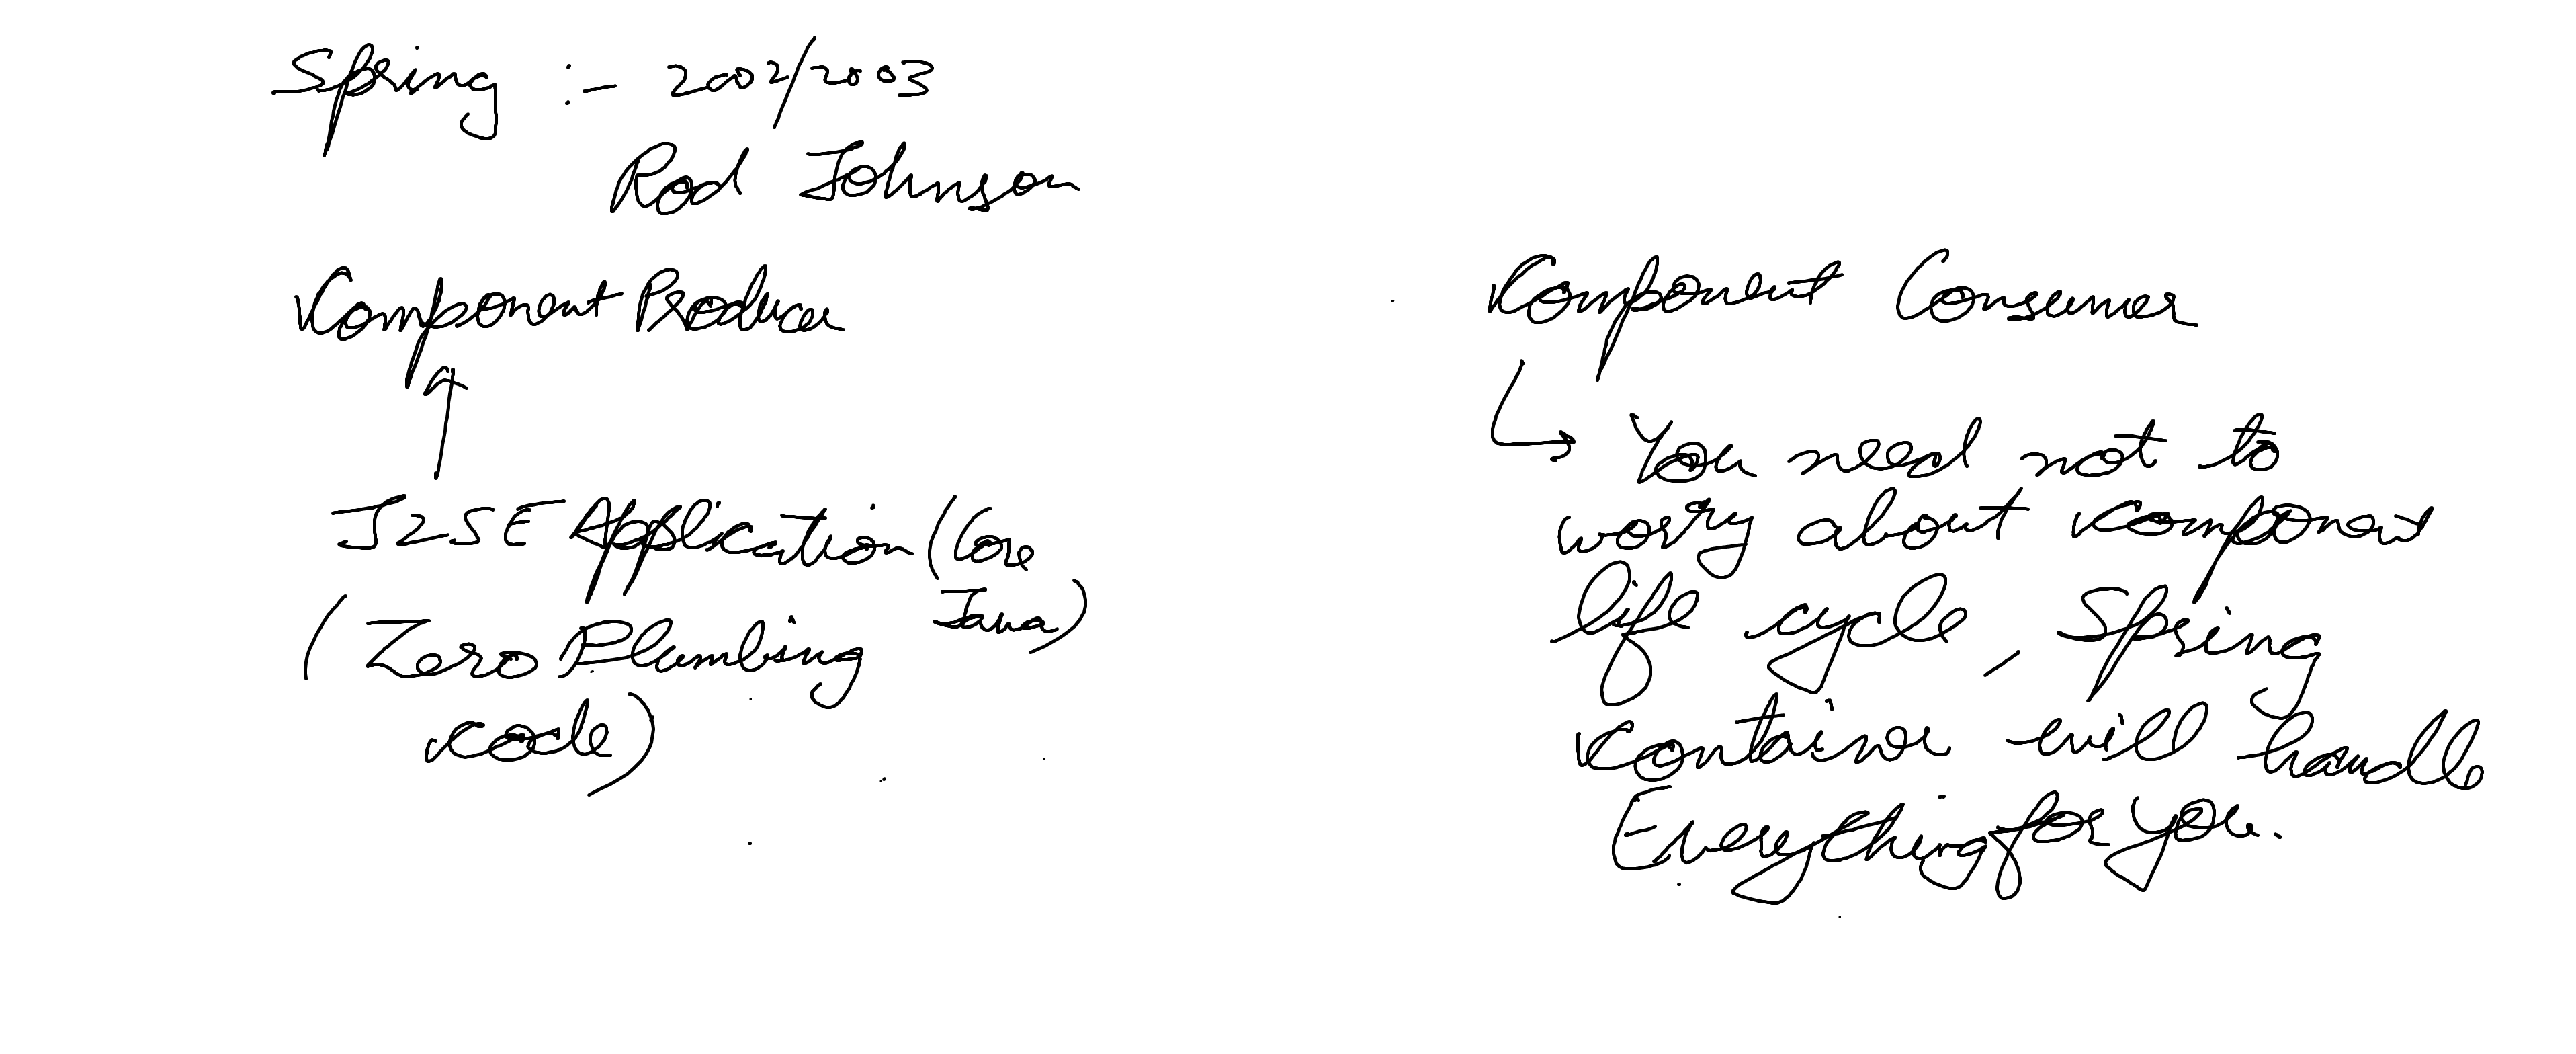 Spring :- 2002/2003
Rod Johnson
Component Producer
J2SE Application (Core
Java)
(Zero Plumbing
code)
Component Consumer
You need not to
worry about component
life cycle, Spring
container will handle
Everything for you.